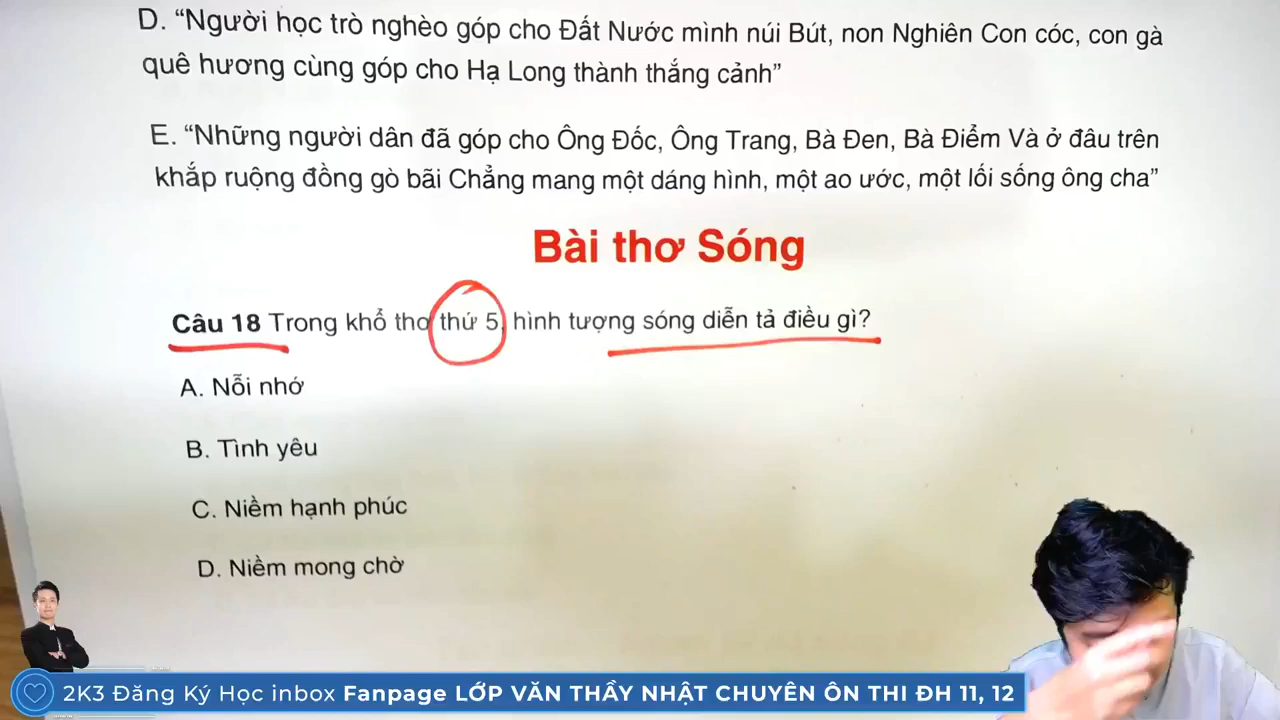 D. “Người học trò nghèo góp cho Đất Nước mình núi Bút, non Nghiên Con cóc, con gà
quê hương cùng góp cho Hạ Long thành thắng cảnh”
E. “Những người dân đã góp cho Ông Đốc, Ông Trang, Bà Đen, Bà Điểm Và ở đâu trên
khắp ruộng đồng gò bãi Chẳng mang một dáng hình, một ao ước, một lối sống ông cha”
Bài thơ Sóng
Câu 18 Trong khổ thơ thứ 5, hình tượng sóng diễn tả điều gì?
A. Nỗi nhớ
B. Tình yêu
C. Niềm hạnh phúc
D. Niềm mong chờ
2K3 Đăng Ký Học inbox Fanpage LỚP VĂN THẦY NHẬT CHUYÊN ÔN THI ĐH 11, 12